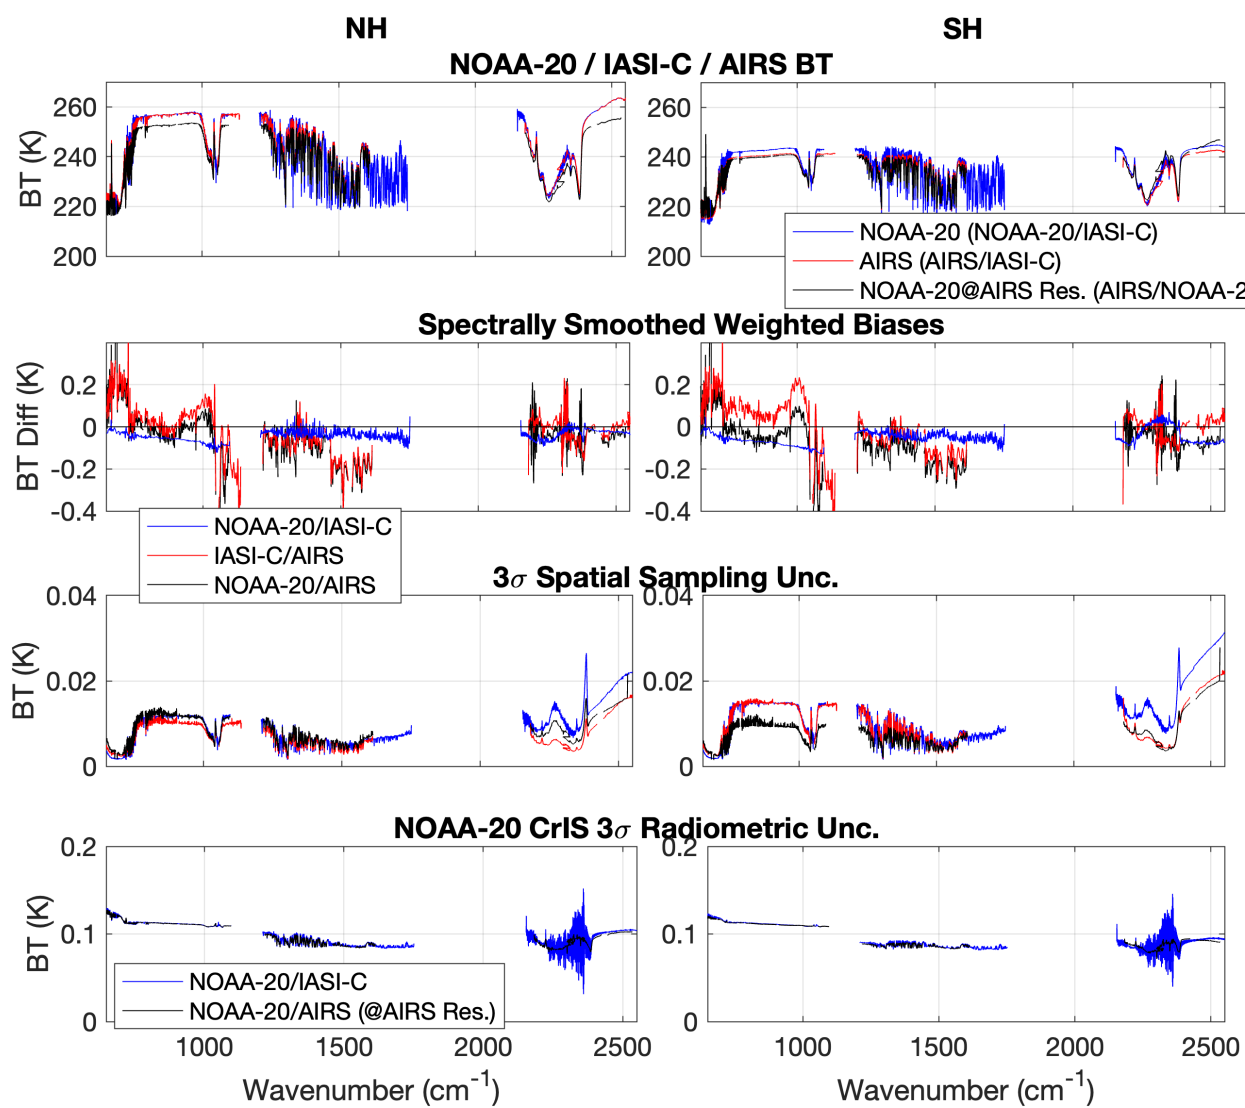 NH
SH
NOAA-20 / IASI-C / AIRS BT
BT (K)
260
240
220
200
NOAA-20 (NOAA-20/IASI-C)
AIRS (AIRS/IASI-C)
NOAA-20@AIRS Res. (AIRS/NOAA-2
260
240
220
200
Spectrally Smoothed Weighted Biases
BT Diff (K)
0.2
0
-0.2
-0.4
NOAA-20/IASI-C
IASI-C/AIRS
NOAA-20/AIRS
0.2
0
-0.2
-0.4
3σ Spatial Sampling Unc.
BT (K)
0.04
0.02
0
0.04
0.02
0
NOAA-20 CrIS 3σ Radiometric Unc.
BT (K)
0.2
0.1
0
NOAA-20/IASI-C
NOAA-20/AIRS (@AIRS Res.)
0.2
0.1
0
1000 1500 2000 2500
1000 1500 2000 2500
Wavenumber (cm⁻¹)
Wavenumber (cm⁻¹)